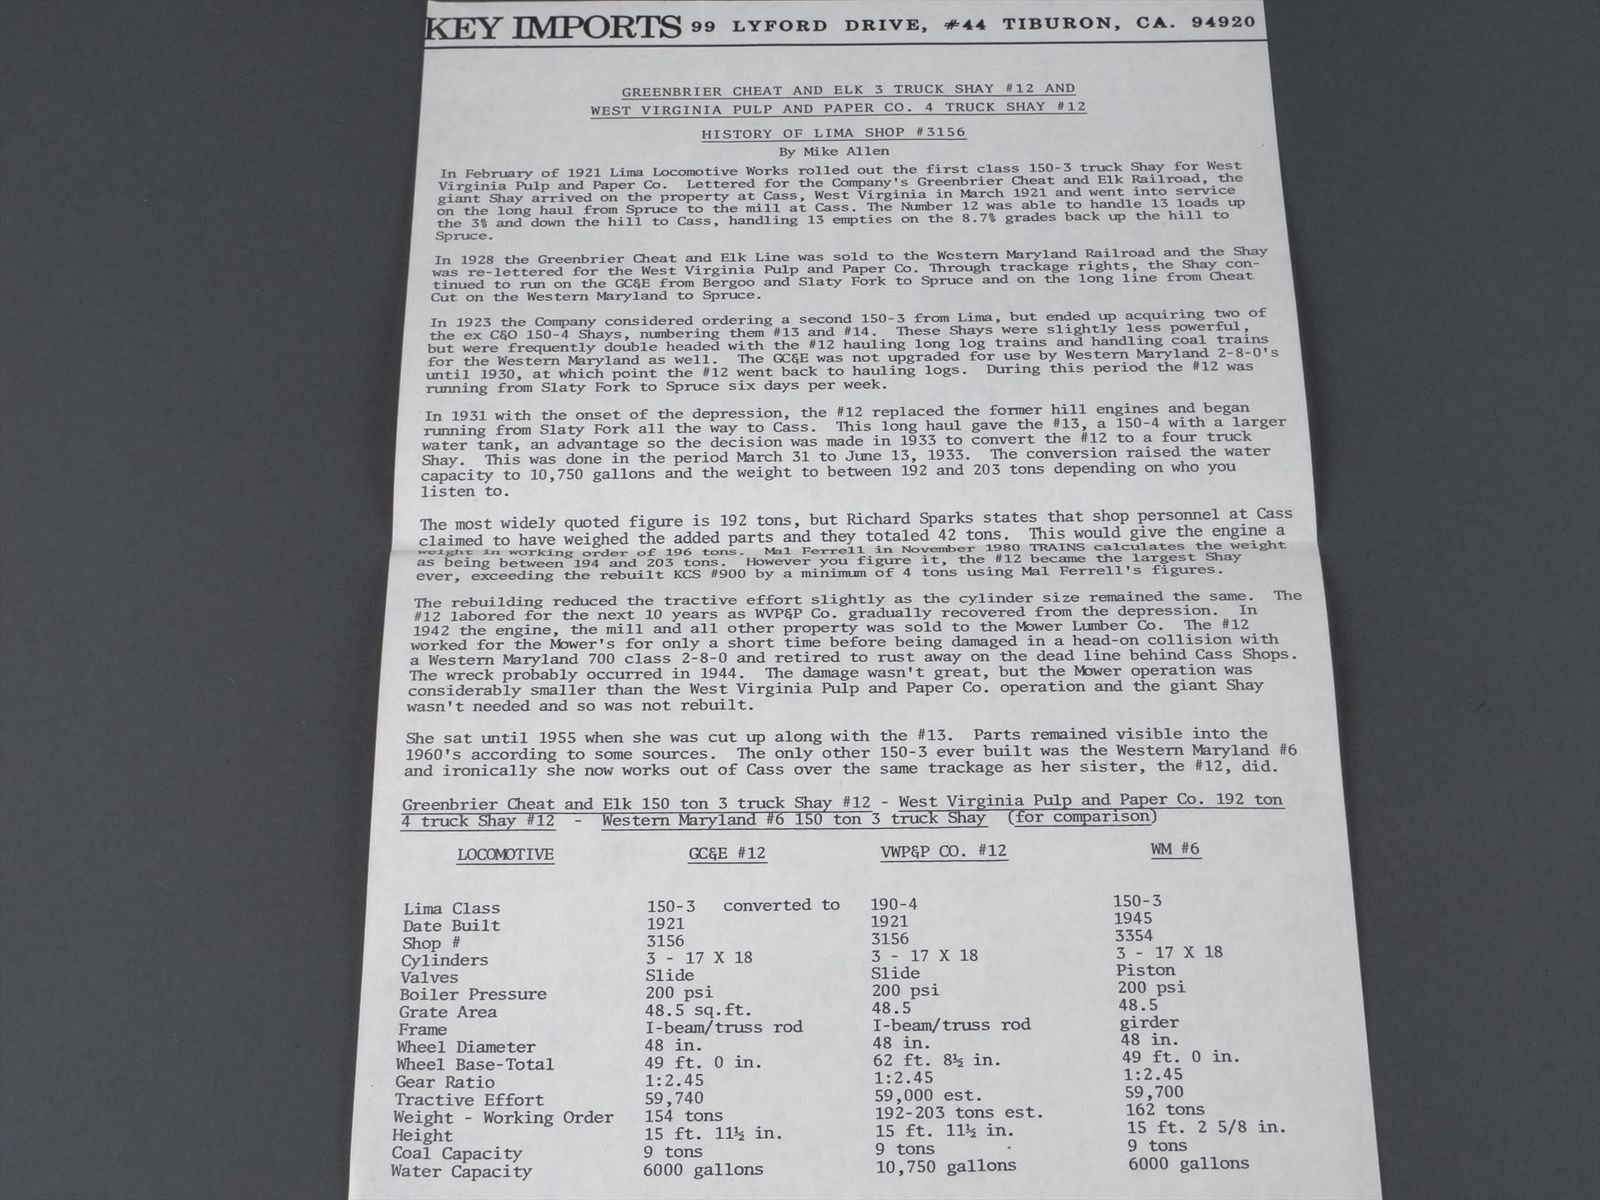 KEY IMPORTS 99 LYFORD DRIVE, #44 TIBURON, CA. 94920
GREENBRIER CHEAT AND ELK 3 TRUCK SHAY #12 AND
WEST VIRGINIA PULP AND PAPER CO. 4 TRUCK SHAY #12
HISTORY OF LIMA SHOP #3156
By Mike Allen
In February of 1921 Lima Locomotive Works rolled out the first class 150-3 truck Shay for West
Virginia Pulp and Paper Co. Lettered for the Company's Greenbrier Cheat and Elk Railroad, the
giant Shay arrived on the property at Cass, West Virginia in March 1921 and went into service
on the long haul from Spruce to the mill at Cass. The Number 12 was able to handle 13 loads up
the 3% and down the hill to Cass, handling 13 empties on the 8.7% grades back up the hill to
Spruce.
In 1928 the Greenbrier Cheat and Elk Line was sold to the Western Maryland Railroad and the Shay
was re-lettered for the West Virginia Pulp and Paper Co. Through trackage rights, the Shay con-
tinued to run on the GC&E from Bergoo and Slaty Fork to Spruce and on the long line from Cheat
Cut on the Western Maryland to Spruce.
In 1923 the Company considered ordering a second 150-3 from Lima, but ended up acquiring two of
the ex C&O 150-4 Shays, numbering them #13 and #14. These Shays were slightly less powerful,
but were frequently double headed with the #12 hauling long log trains and handling coal trains
for the Western Maryland as well. The GC&E was not upgraded for use by Western Maryland 2-8-0's
until 1930, at which point the #12 went back to hauling logs. During this period the #12 was
running from Slaty Fork to Spruce six days per week.
In 1931 with the onset of the depression, the #12 replaced the former hill engines and began
running from Slaty Fork all the way to Cass. This long haul gave the #13, a 150-4 with a larger
water tank, an advantage so the decision was made in 1933 to convert the #12 to a four truck
Shay. This was done in the period March 31 to June 13, 1933. The conversion raised the water
capacity to 10,750 gallons and the weight to between 192 and 203 tons depending on who you
listen to.
The most widely quoted figure is 192 tons, but Richard Sparks states that shop personnel at Cass
claimed to have weighed the added parts and they totaled 42 tons. This would give the engine a
weight in working order of 196 tons. Mal Ferrell in November 1980 TRAINS calculates the weight
as being between 194 and 203 tons. However you figure it, the #12 became the largest Shay
ever, exceeding the rebuilt KCS #900 by a minimum of 4 tons using Mal Ferrell's figures.
The rebuilding reduced the tractive effort slightly as the cylinder size remained the same. The
#12 labored for the next 10 years as WVP&P Co. gradually recovered from the depression. In
1942 the engine, the mill and all other property was sold to the Mower Lumber Co. The #12
worked for the Mower's for only a short time before being damaged in a head-on collision with
a Western Maryland 700 class 2-8-0 and retired to rust away on the dead line behind Cass Shops.
The wreck probably occurred in 1944. The damage wasn't great, but the Mower operation was
considerably smaller than the West Virginia Pulp and Paper Co. operation and the giant Shay
wasn't needed and so was not rebuilt.
She sat until 1955 when she was cut up along with the #13. Parts remained visible into the
1960's according to some sources. The only other 150-3 ever built was the Western Maryland #6
and ironically she now works out of Cass over the same trackage as her sister, the #12, did.
Greenbrier Cheat and Elk 150 ton 3 truck Shay #12 - West Virginia Pulp and Paper Co. 192 ton
4 truck Shay #12 - Western Maryland #6 150 ton 3 truck Shay (for comparison)
LOCOMOTIVE GC&E #12 VWP&P CO. #12 WM #6
Lima Class 150-3 converted to 190-4 150-3
Date Built 1921 1921 1945
Shop # 3156 3156 3354
Cylinders 3 - 17 X 18 3 - 17 X 18 3 - 17 X 18
Valves Slide Slide Piston
Boiler Pressure 200 psi 200 psi 200 psi
Grate Area 48.5 sq.ft. 48.5 48.5
Frame I-beam/truss rod I-beam/truss rod girder
Wheel Diameter 48 in. 48 in. 48 in.
Wheel Base-Total 49 ft. 0 in. 62 ft. 8½ in. 49 ft. 0 in.
Gear Ratio 1:2.45 1:2.45 1:2.45
Tractive Effort 59,740 59,000 est. 59,700
Weight - Working Order 154 tons 192-203 tons est. 162 tons
Height 15 ft. 11½ in. 15 ft. 11½ in. 15 ft. 2 5/8 in.
Coal Capacity 9 tons 9 tons 9 tons
Water Capacity 6000 gallons 10,750 gallons 6000 gallons